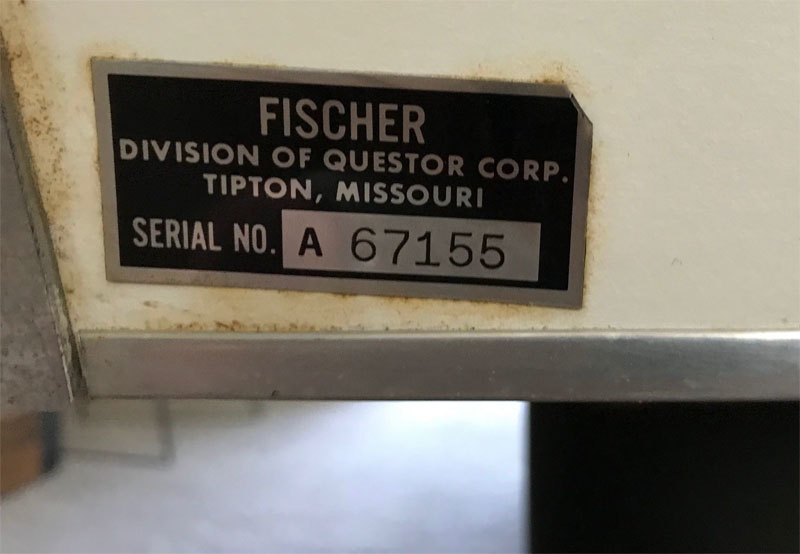 FISCHER
DIVISION OF QUESTOR CORP.
TIPTON, MISSOURI
SERIAL NO. A 67155